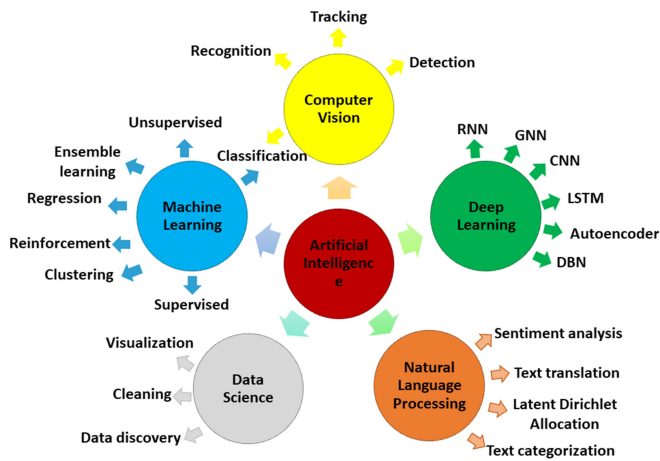 Tracking
Recognition
Detection
Computer
Vision
Unsupervised
Classification
Ensemble
learning
Regression
Machine
Learning
Reinforcement
Clustering
Supervised
RNN
GNN
CNN
LSTM
Deep
Learning
Autoencoder
DBN
Artificial
Intelligenc
e
Visualization
Cleaning
Data
Science
Data discovery
Natural
Language
Processing
Sentiment analysis
Text translation
Latent Dirichlet
Allocation
Text categorization